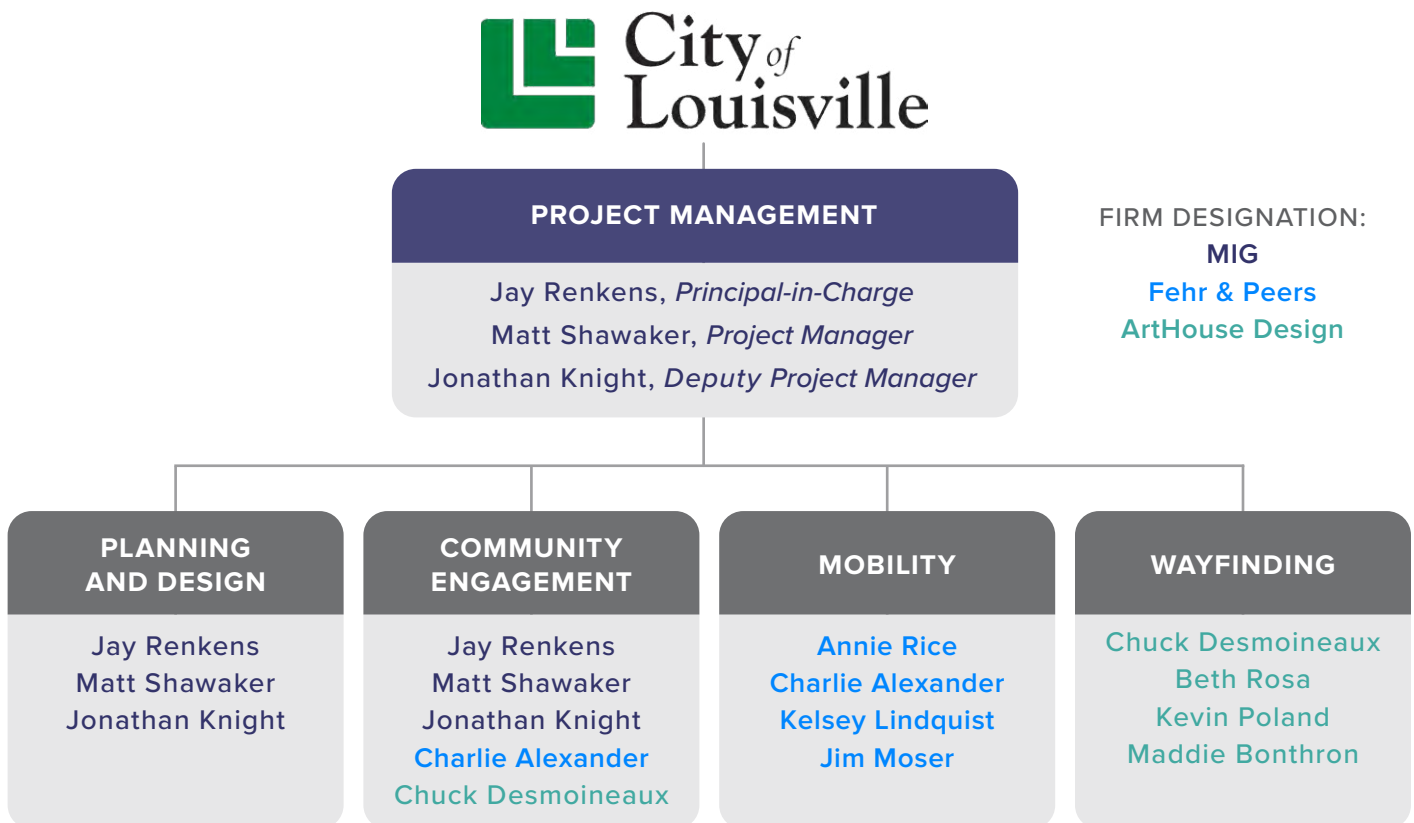 City of
Louisville
PROJECT MANAGEMENT
Jay Renkens, Principal-in-Charge
Matt Shawaker, Project Manager
Jonathan Knight, Deputy Project Manager
FIRM DESIGNATION:
MIG
Fehr & Peers
ArtHouse Design
PLANNING
AND DESIGN
Jay Renkens
Matt Shawaker
Jonathan Knight
COMMUNITY
ENGAGEMENT
Jay Renkens
Matt Shawaker
Jonathan Knight
Charlie Alexander
Chuck Desmoineaux
MOBILITY
Annie Rice
Charlie Alexander
Kelsey Lindquist
Jim Moser
WAYFINDING
Chuck Desmoineaux
Beth Rosa
Kevin Poland
Maddie Bonthron